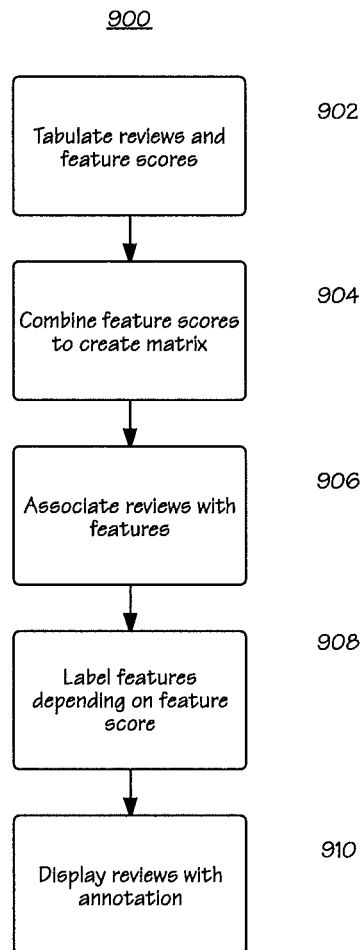 900
902
Tabulate reviews and
feature scores
904
Combine feature scores
to create matrix
906
Associate reviews with
features
908
Label features
depending on feature
score
910
Display reviews with
annotation